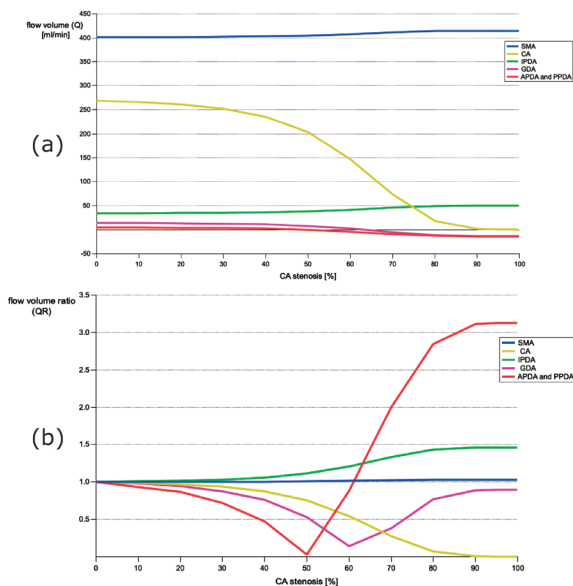 flow volume (Q)
[ml/min]
450
400
350
300
250
200
150
100
50
-50
0 10 20 30 40 50 60 70 80 90 100
CA stenosis [%]
SMA
CA
IPDA
GDA
APDA and PPDA
(a)
flow volume ratio
(QR)
3.5
3.0
2.5
2.0
1.5
1.0
0.5
0 10 20 30 40 50 60 70 80 90 100
CA stenosis [%]
SMA
CA
IPDA
GDA
APDA and PPDA
(b)